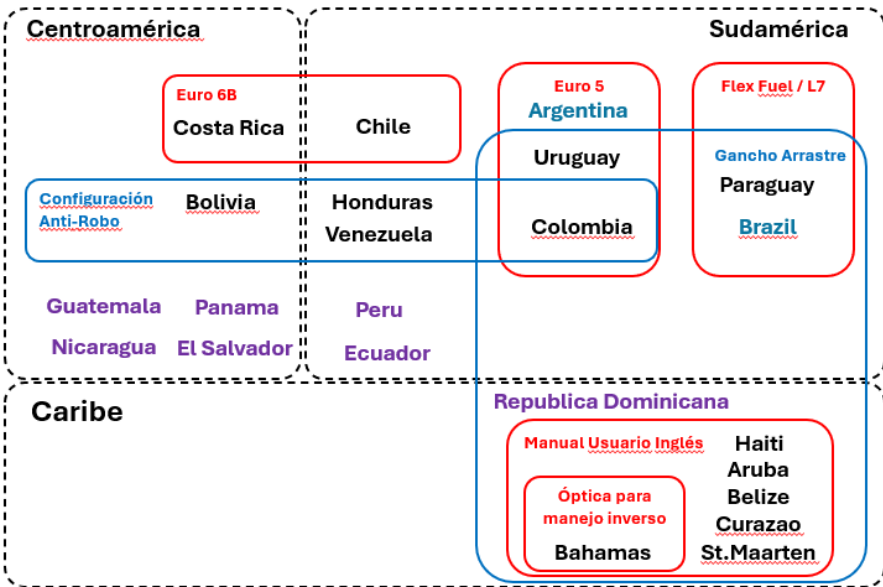 Centroamérica
Sudamérica
Euro 6B
Costa Rica
Chile
Euro 5
Argentina
Uruguay
Flex Fuel / L7
Gancho Arrastre
Paraguay
Brazil
Configuración
Anti-Robo
Bolivia
Honduras
Venezuela
Colombia
Guatemala
Panama
Nicaragua
El Salvador
Peru
Ecuador
Caribe
Republica Dominicana
Manual Usuario Inglés
Óptica para
manejo inverso
Bahamas
Haiti
Aruba
Belize
Curazao
St.Maarten